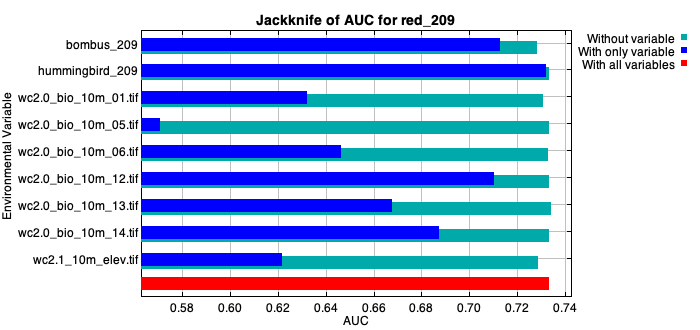 Jackknife of AUC for red_209
Without variable
With only variable
With all variables
Environmental Variable
bombus_209
hummingbird_209
wc2.0_bio_10m_01.tif
wc2.0_bio_10m_05.tif
wc2.0_bio_10m_06.tif
wc2.0_bio_10m_12.tif
wc2.0_bio_10m_13.tif
wc2.0_bio_10m_14.tif
wc2.1_10m_elev.tif
0.58 0.60 0.62 0.64 0.66 0.68 0.70 0.72 0.74
AUC